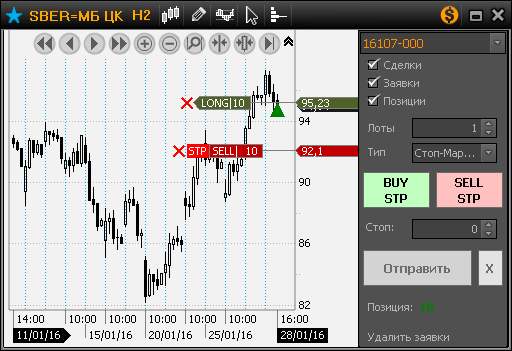 SBER=МБ ЦК H2
16107-000
Сделки
Заявки
Позиции
LONG|10
95,23
94
STP SELL| 10
92,1
90
86
82
Лоты 1
Тип Стоп-Мар...
BUY STP
SELL STP
Стоп: 0
Отправить X
Позиция: 10
Удалить заявки
14:00 10:00 10:00 10:00 10:00 16:00
11/01/16 15/01/16 20/01/16 25/01/16 28/01/16